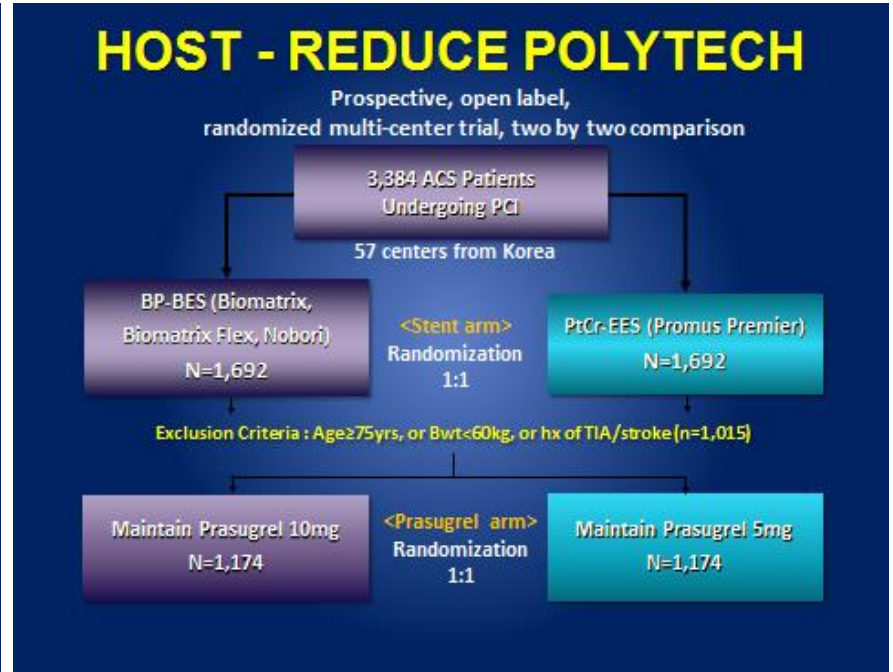 HOST - REDUCE POLYTECH
Prospective, open label,
randomized multi-center trial, two by two comparison
3,384 ACS Patients
Undergoing PCI
57 centers from Korea
BP-BES (Biomatrix,
Biomatrix Flex, Nobori)
N=1,692
<Stent arm>
Randomization
1:1
PtCr-EES (Promus Premier)
N=1,692
Exclusion Criteria : Age≥75yrs, or Bwt<60kg, or hx of TIA/stroke (n=1,015)
Maintain Prasugrel 10mg
N=1,174
<Prasugrel arm>
Randomization
1:1
Maintain Prasugrel 5mg
N=1,174